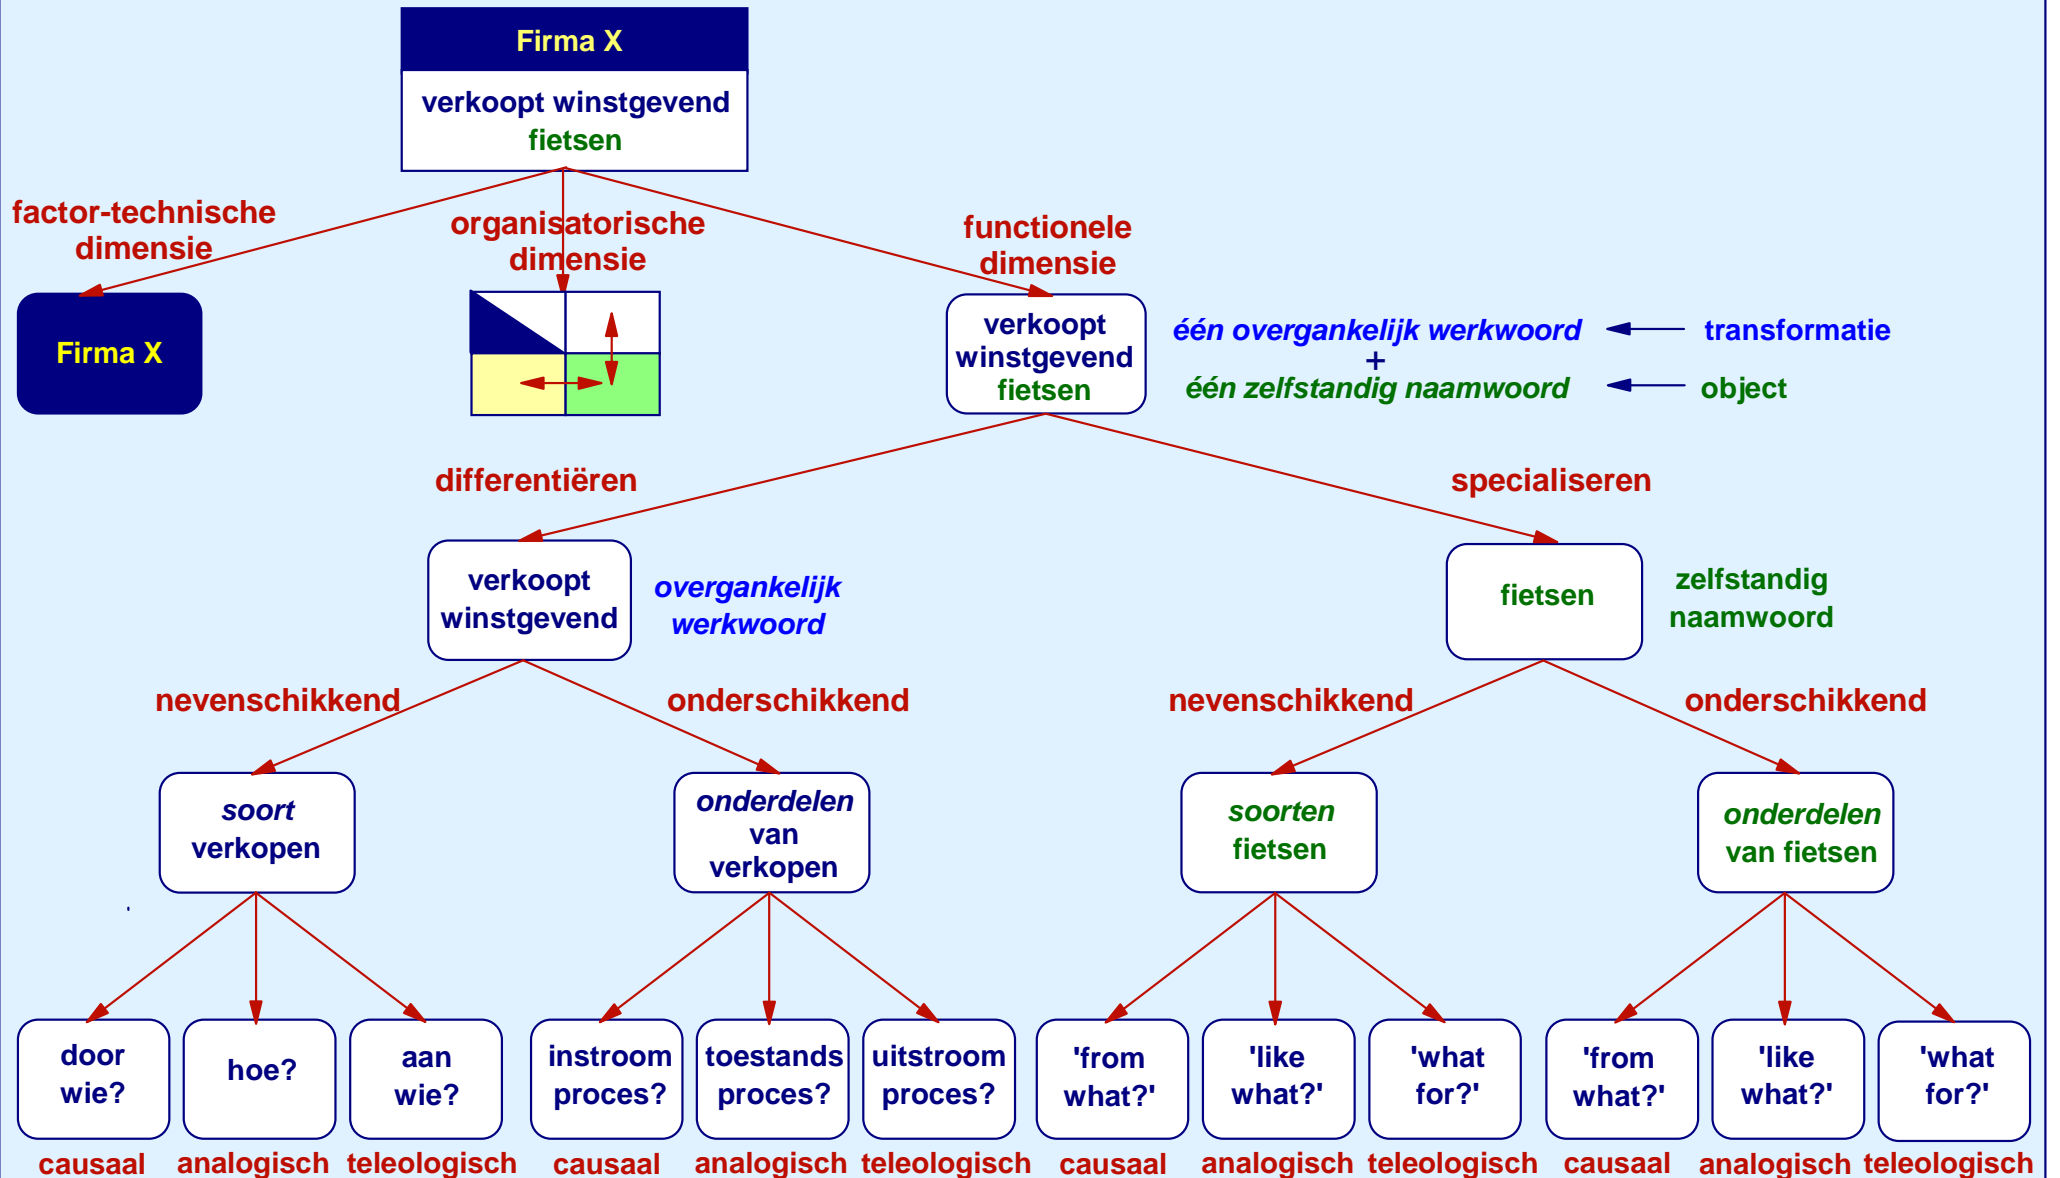 Firma X
verkoopt winstgevend
fietsen
factor-technische
dimensie
organisatorische
dimensie
functionele
dimensie
Firma X
verkoopt
winstgevend
fietsen
één overgankelijk werkwoord
+
één zelfstandig naamwoord
transformatie
object
differentiëren
specialiseren
verkoopt
winstgevend
overgankelijk
werkwoord
fietsen
zelfstandig
naamwoord
nevenschikkend
onderschikkend
nevenschikkend
onderschikkend
soort
verkopen
onderdelen
van
verkopen
soorten
fietsen
onderdelen
van fietsen
door
wie?
hoe?
aan
wie?
instroom
proces?
toestands
proces?
uitstroom
proces?
'from
what?'
'like
what?'
'what
for?'
'from
what?'
'like
what?'
'what
for?'
causaal
analogisch
teleologisch
causaal
analogisch
teleologisch
causaal
analogisch
teleologisch
causaal
analogisch
teleologisch